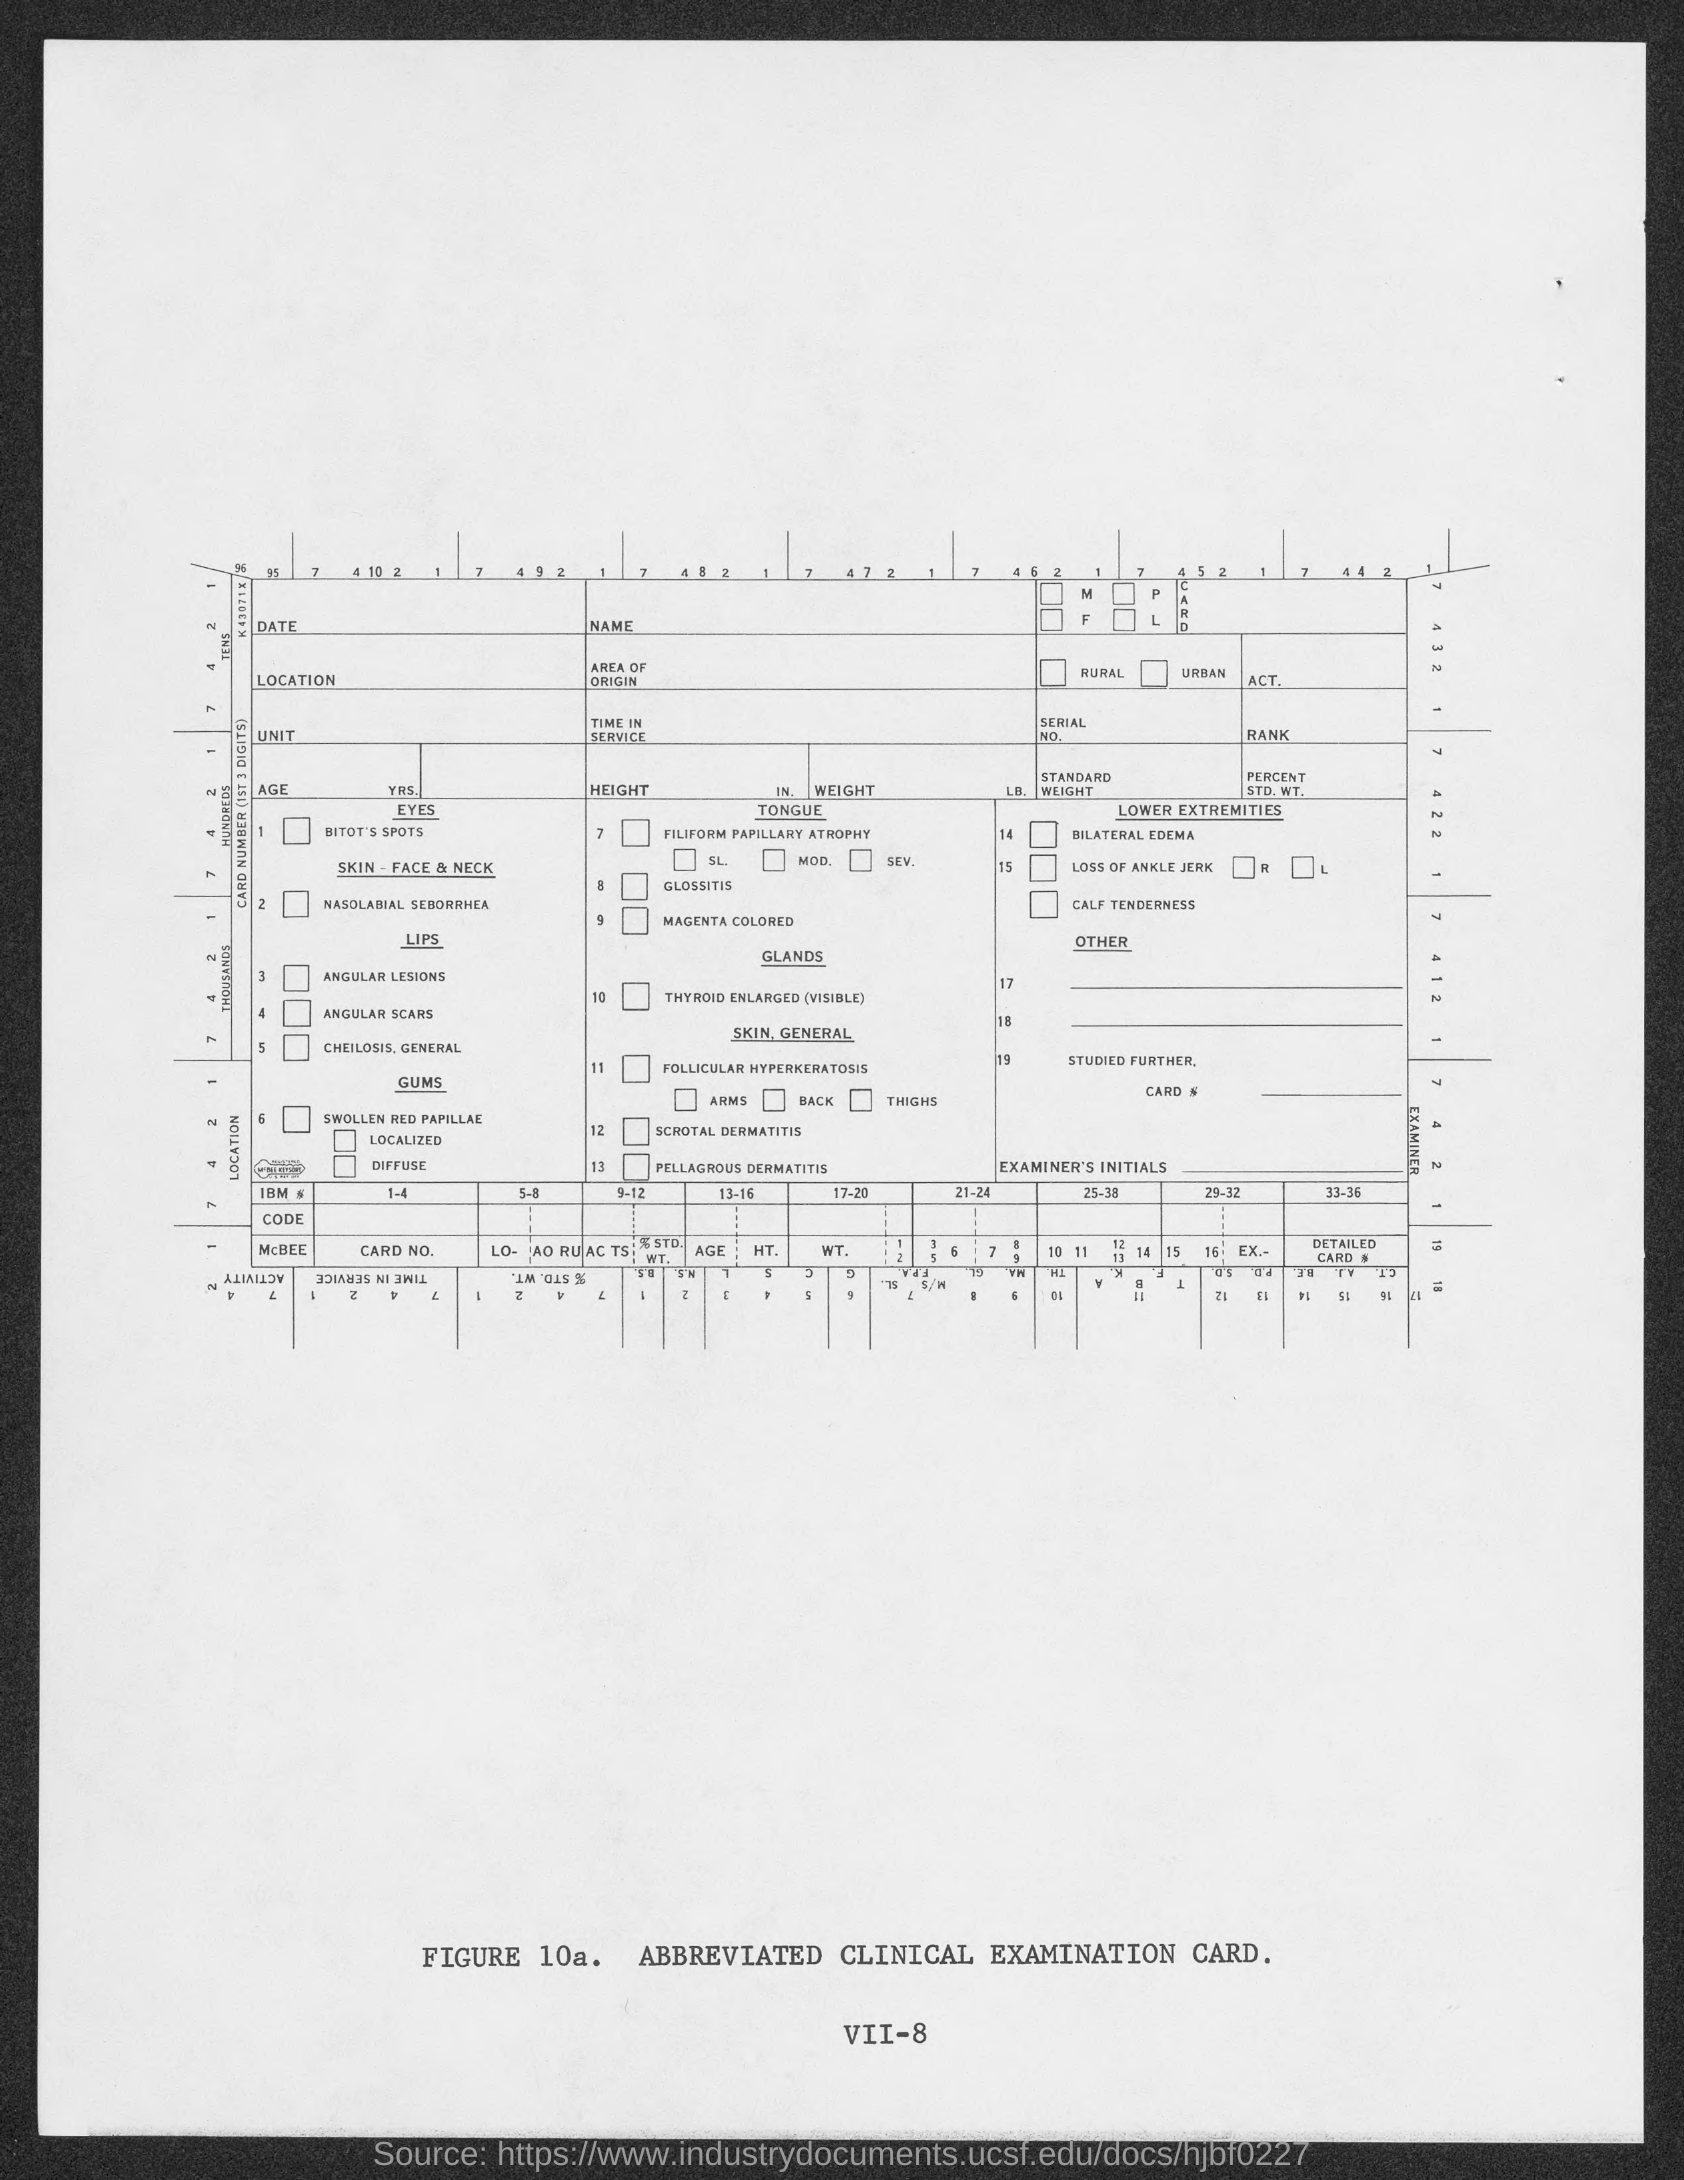 96 95 7 4 10 2 1 7 4 9 2 1 7 4 8 2 1 7 4 7 2 1 7 4 6 2 1 7 4 5 2 1 7 4 4 2 1
K43071X
CARD NUMBER (1ST 3 DIGITS)
1 2 4 7 1 2 4 7 1 2 4 7 1 2 4 7 1 2
TENS
HUNDREDS
THOUSANDS
LOCATION
DATE NAME M P CARD
F L
LOCATION AREA OF ORIGIN RURAL URBAN ACT.
UNIT TIME IN SERVICE SERIAL NO. RANK
AGE YRS. HEIGHT IN. WEIGHT LB. STANDARD WEIGHT PERCENT STD. WT.
EYES
1 BITOT'S SPOTS
SKIN - FACE & NECK
2 NASOLABIAL SEBORRHEA
LIPS
3 ANGULAR LESIONS
4 ANGULAR SCARS
5 CHEILOSIS, GENERAL
GUMS
6 SWOLLEN RED PAPILLAE
LOCALIZED
DIFFUSE
McBEE KEYSORT
TONGUE
7 FILIFORM PAPILLARY ATROPHY
SL. MOD. SEV.
8 GLOSSITIS
9 MAGENTA COLORED
GLANDS
10 THYROID ENLARGED (VISIBLE)
SKIN, GENERAL
11 FOLLICULAR HYPERKERATOSIS
ARMS BACK THIGHS
12 SCROTAL DERMATITIS
13 PELLAGROUS DERMATITIS
LOWER EXTREMITIES
14 BILATERAL EDEMA
15 LOSS OF ANKLE JERK R L
CALF TENDERNESS
OTHER
17
18
19 STUDIED FURTHER,
CARD #
EXAMINER'S INITIALS
7 4 3 2 1 7 4 2 2 1 7 4 1 2 1 7 4 2 1 19 18
EXAMINER
IBM # 1-4 5-8 9-12 13-16 17-20 21-24 25-38 29-32 33-36
CODE
McBEE CARD NO. LO- AO RU AC TS % STD. WT. AGE HT. WT. 1 2 3 5 6 7 8 9 10 11 12 13 14 15 16 EX.- DETAILED CARD #
ACTIVITY TIME IN SERVICE % STD. WT. B.S. N.S. L S C G SL. F.P.A. M/S GL. MA. TH. A F. K. B T S.D. P.D. B.E. A.J. C.T.
4 7 1 2 4 7 1 2 4 7 1 2 3 4 5 6 7 8 9 10 11 12 13 14 15 16 17
FIGURE 10a. ABBREVIATED CLINICAL EXAMINATION CARD.
VII-8
Source: https://www.industrydocuments.ucsf.edu/docs/hjbf0227